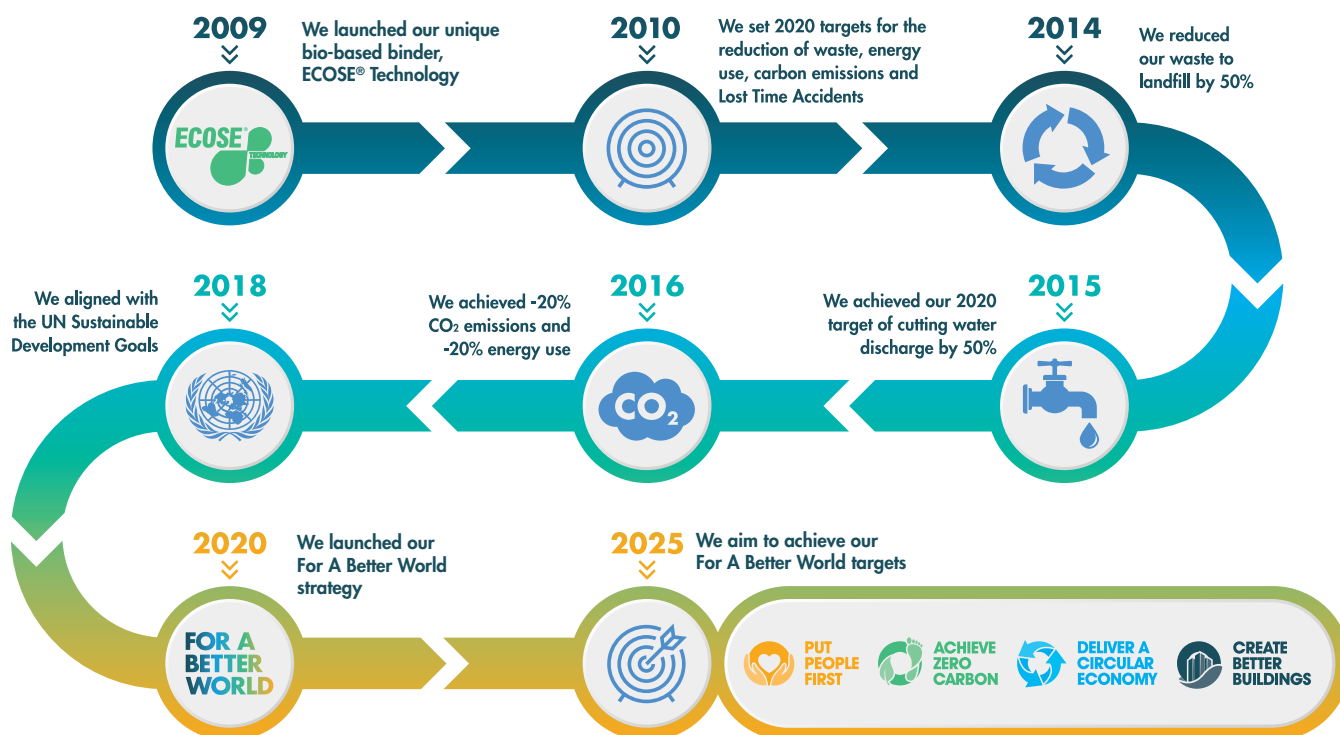 2009
We launched our unique
bio-based binder,
ECOSE® Technology
ECOSE®
TECHNOLOGY
2010
We set 2020 targets for the
reduction of waste, energy
use, carbon emissions and
Lost Time Accidents
2014
We reduced
our waste to
landfill by 50%
2015
We achieved our 2020
target of cutting water
discharge by 50%
2016
We achieved -20%
CO₂ emissions and
-20% energy use
CO₂
2018
We aligned with
the UN Sustainable
Development Goals
2020
We launched our
For A Better World
strategy
FOR A
BETTER
WORLD
2025
We aim to achieve our
For A Better World targets
PUT
PEOPLE
FIRST
ACHIEVE
ZERO
CARBON
DELIVER A
CIRCULAR
ECONOMY
CREATE
BETTER
BUILDINGS